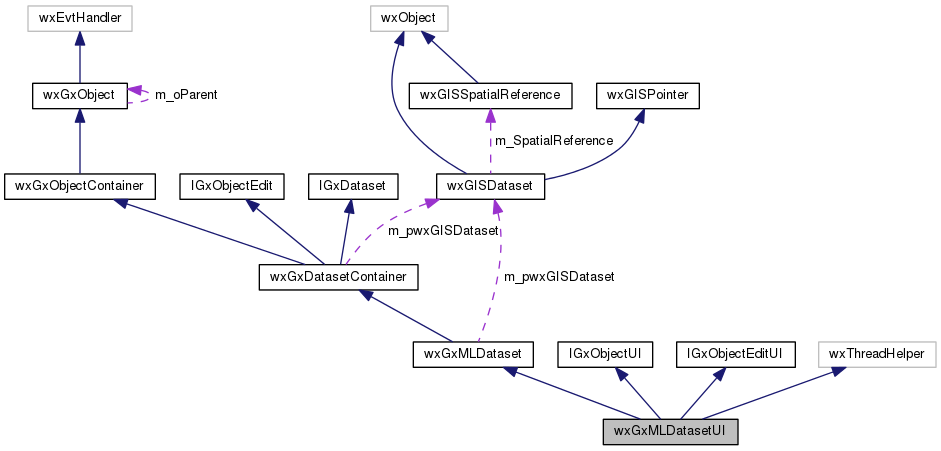 wxEvtHandler
wxObject
wxGxObject
m_oParent
wxGISSpatialReference
wxGISPointer
m_SpatialReference
wxGxObjectContainer
IGxObjectEdit
IGxDataset
wxGISDataset
m_pwxGISDataset
wxGxDatasetContainer
m_pwxGISDataset
wxGxMLDataset
IGxObjectUI
IGxObjectEditUI
wxThreadHelper
wxGxMLDatasetUI